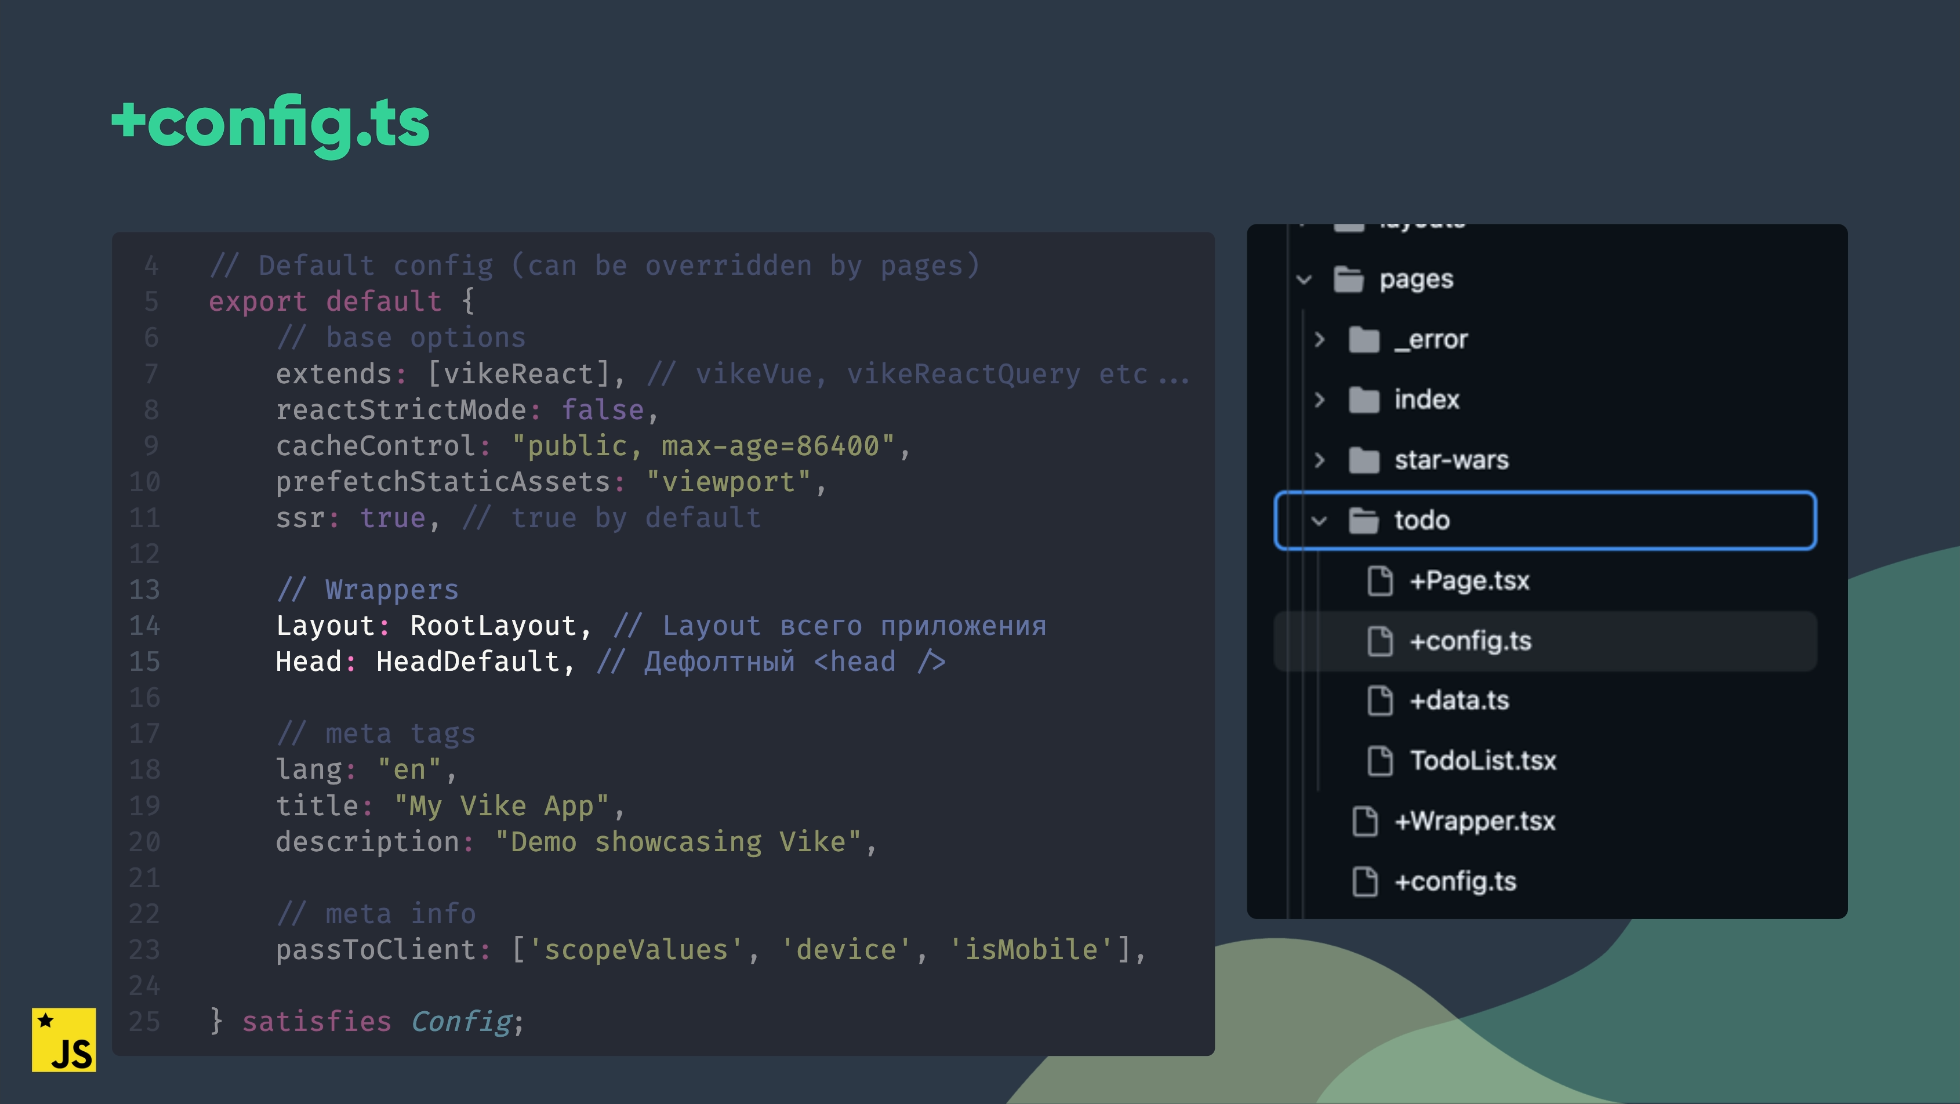 +config.ts
4 // Default config (can be overridden by pages)
5 export default {
6 // base options
7 extends: [vikeReact], // vikeVue, vikeReactQuery etc...
8 reactStrictMode: false,
9 cacheControl: "public, max-age=86400",
10 prefetchStaticAssets: "viewport",
11 ssr: true, // true by default
12
13 // Wrappers
14 Layout: RootLayout, // Layout всего приложения
15 Head: HeadDefault, // Дефолтный <head />
16
17 // meta tags
18 lang: "en",
19 title: "My Vike App",
20 description: "Demo showcasing Vike",
21
22 // meta info
23 passToClient: ['scopeValues', 'device', 'isMobile'],
24
25 } satisfies Config;
layouts
pages
_error
index
star-wars
todo
+Page.tsx
+config.ts
+data.ts
TodoList.tsx
+Wrapper.tsx
+config.ts
JS